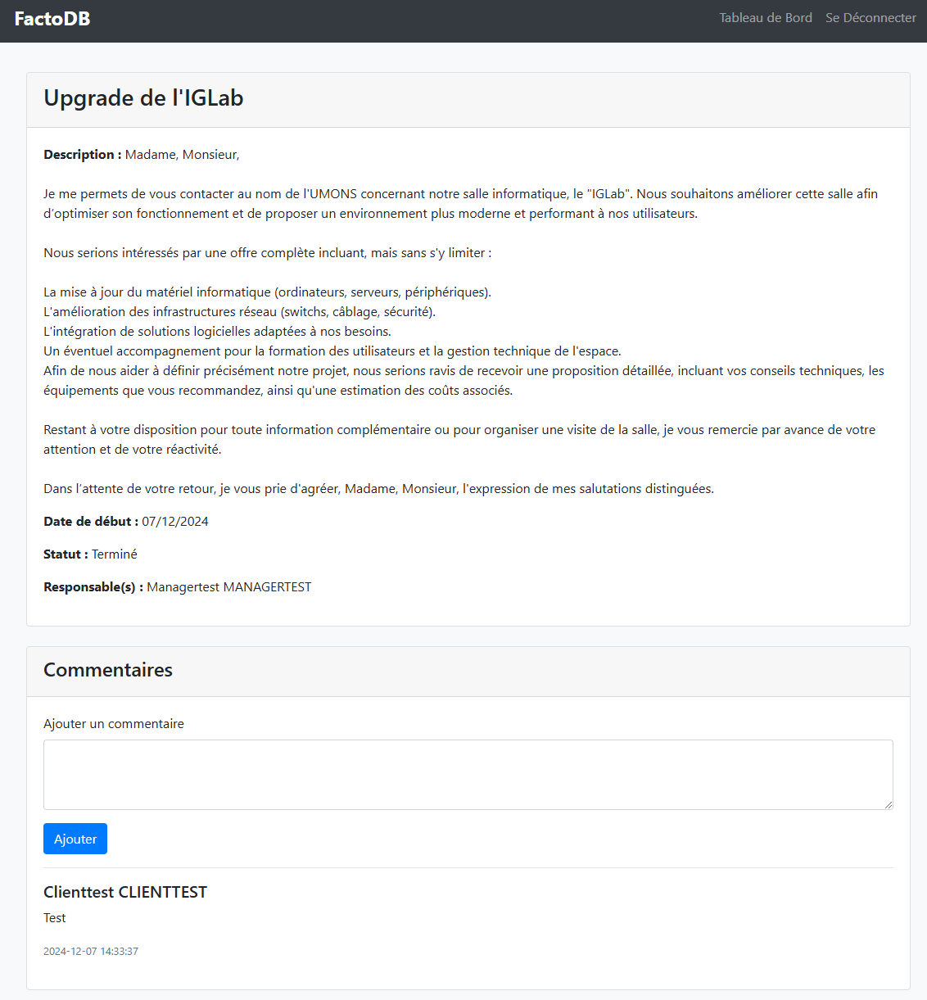 FactoDB
Tableau de Bord
Se Déconnecter
Upgrade de l'IGLab
Description : Madame, Monsieur,
Je me permets de vous contacter au nom de l'UMONS concernant notre salle informatique, le "IGLab". Nous souhaitons améliorer cette salle afin
d’optimiser son fonctionnement et de proposer un environnement plus moderne et performant à nos utilisateurs.
Nous serions intéressés par une offre complète incluant, mais sans s'y limiter :
La mise à jour du matériel informatique (ordinateurs, serveurs, périphériques).
L'amélioration des infrastructures réseau (switchs, câblage, sécurité).
L'intégration de solutions logicielles adaptées à nos besoins.
Un éventuel accompagnement pour la formation des utilisateurs et la gestion technique de l'espace.
Afin de nous aider à définir précisément notre projet, nous serions ravis de recevoir une proposition détaillée, incluant vos conseils techniques, les
équipements que vous recommandez, ainsi qu'une estimation des coûts associés.
Restant à votre disposition pour toute information complémentaire ou pour organiser une visite de la salle, je vous remercie par avance de votre
attention et de votre réactivité.
Dans l’attente de votre retour, je vous prie d'agréer, Madame, Monsieur, l'expression de mes salutations distinguées.
Date de début : 07/12/2024
Statut : Terminé
Responsable(s) : Managertest MANAGERTEST
Commentaires
Ajouter un commentaire
Ajouter
Clienttest CLIENTTEST
Test
2024-12-07 14:33:37